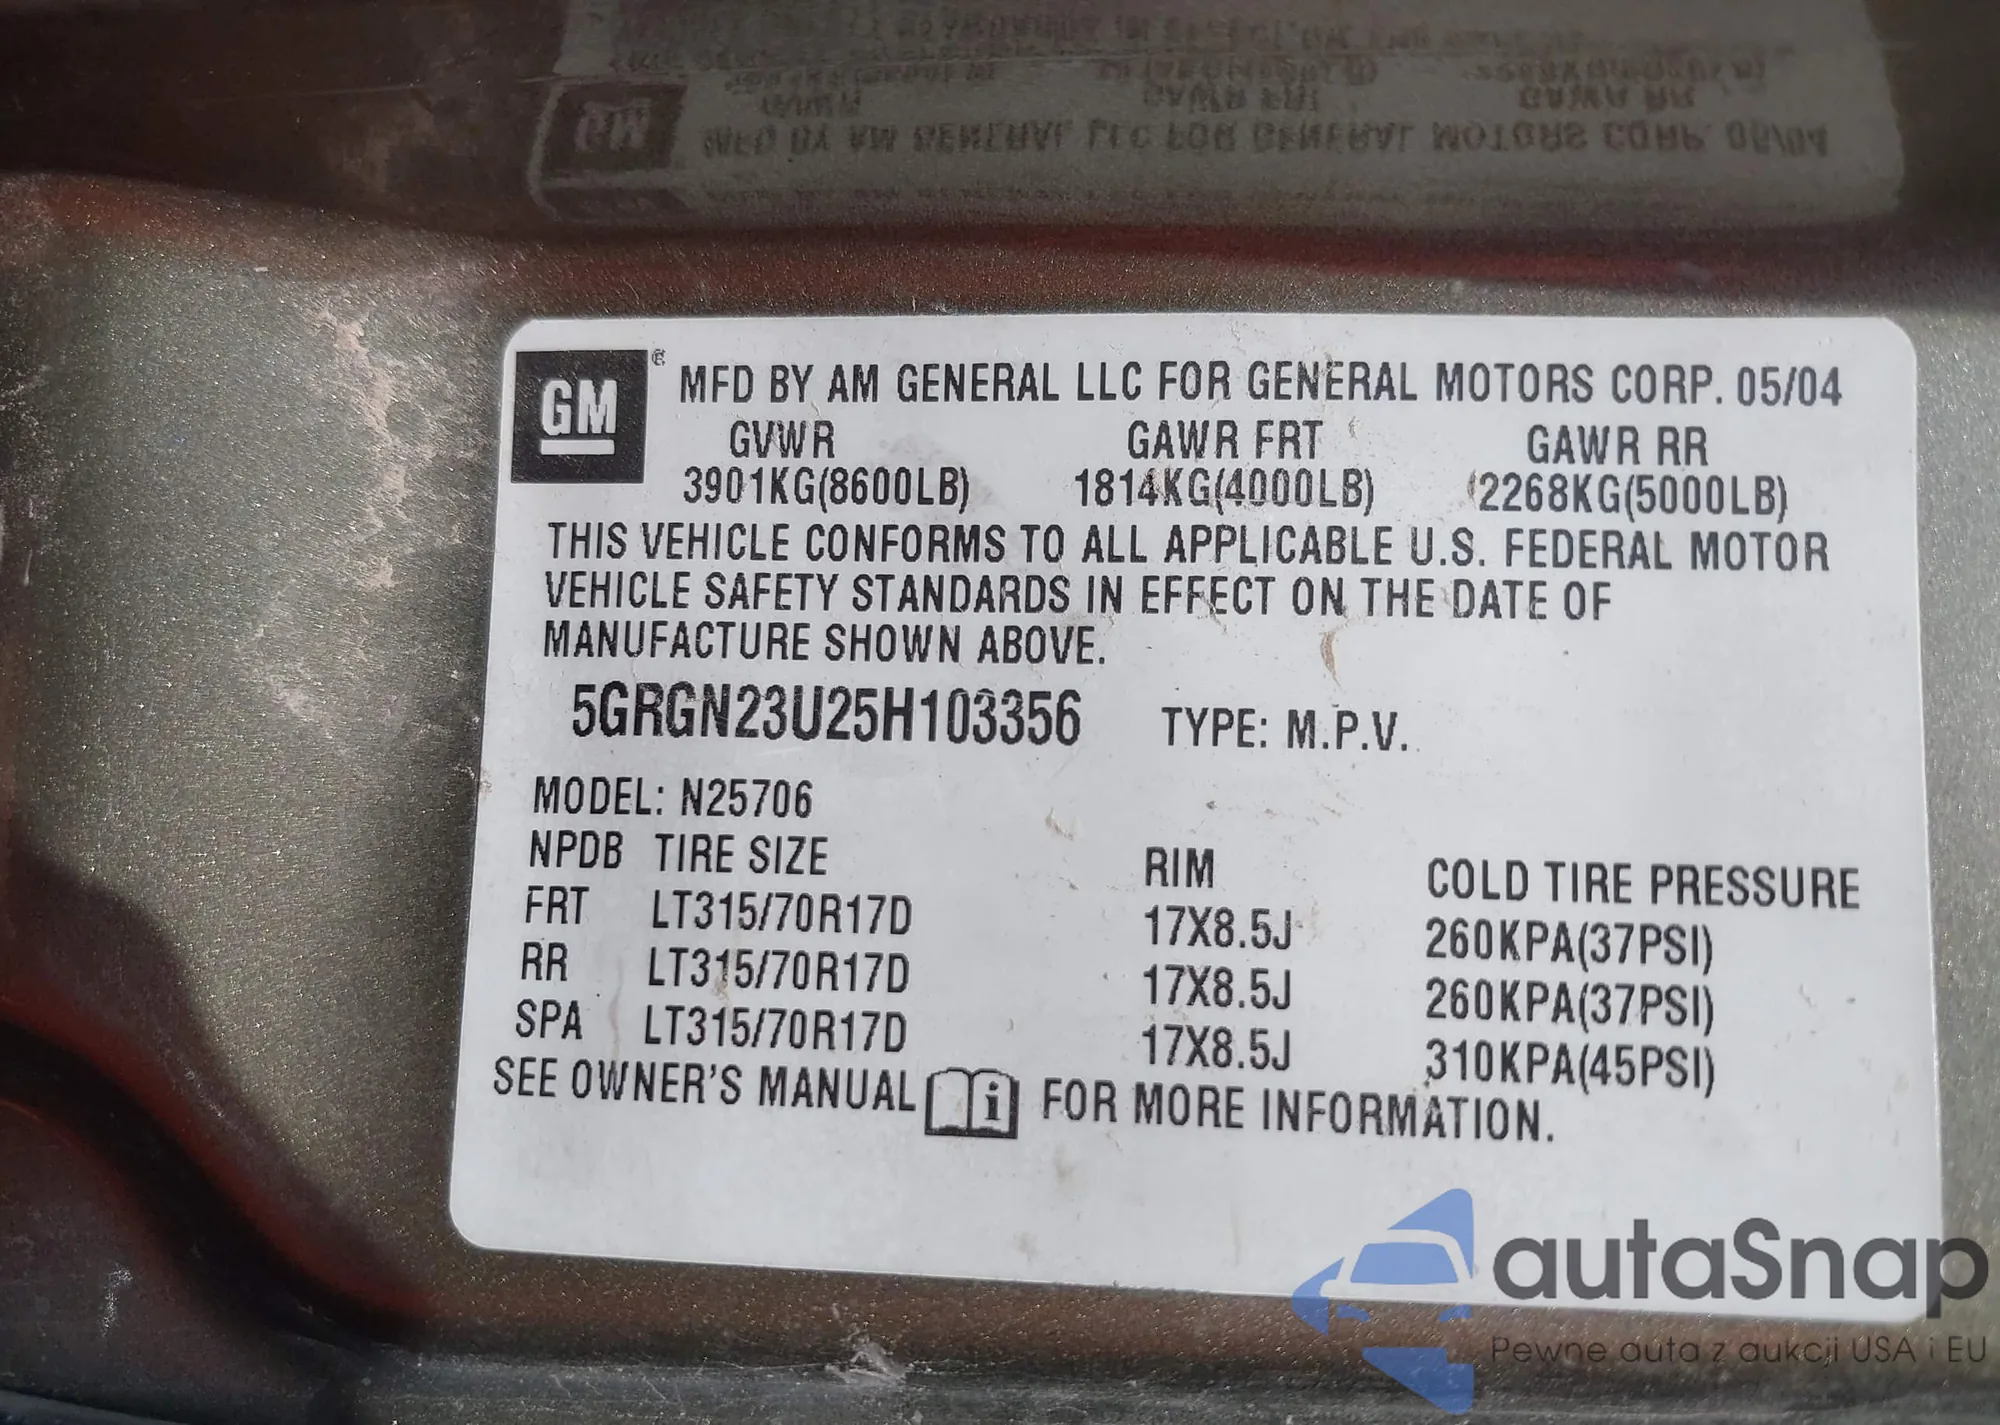 GM
MFD BY AM GENERAL LLC FOR GENERAL MOTORS CORP. 05/04
GVWR GAWR FRT GAWR RR
3901KG(8600LB) 1814KG(4000LB) 2268KG(5000LB)
THIS VEHICLE CONFORMS TO ALL APPLICABLE U.S. FEDERAL MOTOR
VEHICLE SAFETY STANDARDS IN EFFECT ON THE DATE OF
MANUFACTURE SHOWN ABOVE.
5GRGN23U25H103356 TYPE: M.P.V.
MODEL: N25706
NPDB TIRE SIZE RIM COLD TIRE PRESSURE
FRT LT315/70R17D 17X8.5J 260KPA(37PSI)
RR LT315/70R17D 17X8.5J 260KPA(37PSI)
SPA LT315/70R17D 17X8.5J 310KPA(45PSI)
SEE OWNER'S MANUAL i FOR MORE INFORMATION.
autaSnap
Pewne auta z aukcji USA i EU